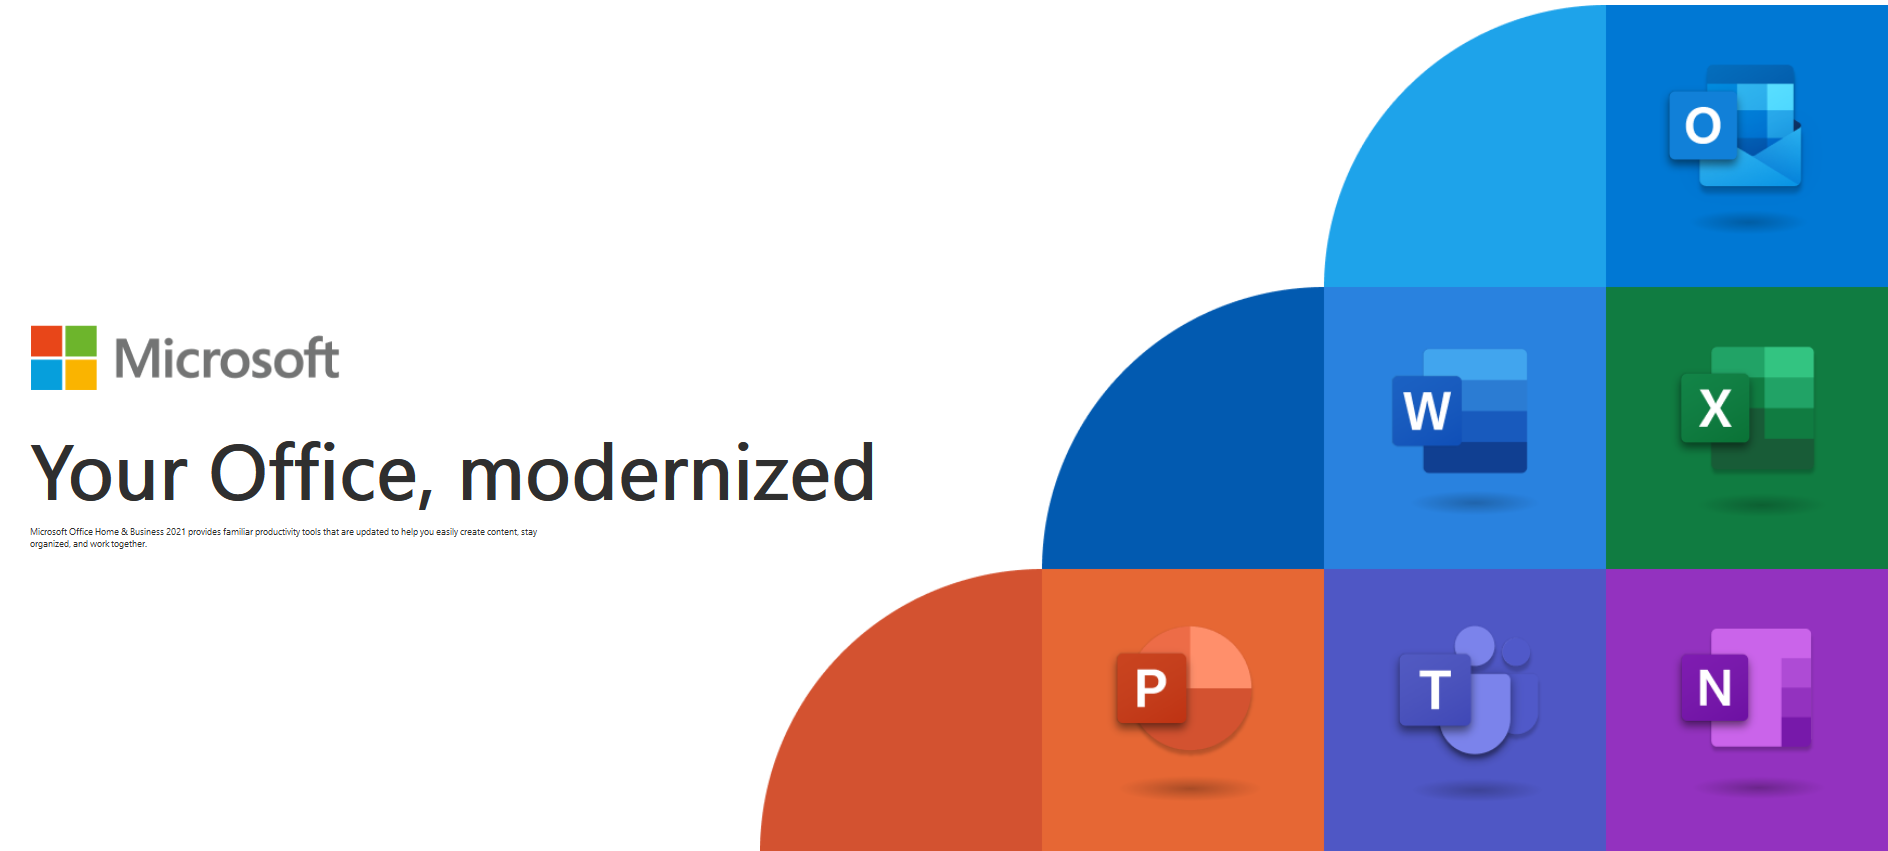 Microsoft
Your Office, modernized
Microsoft Office Home & Business 2021 provides familiar productivity tools that are updated to help you easily create content, stay
organized, and work together.
O
W
X
P
T
N